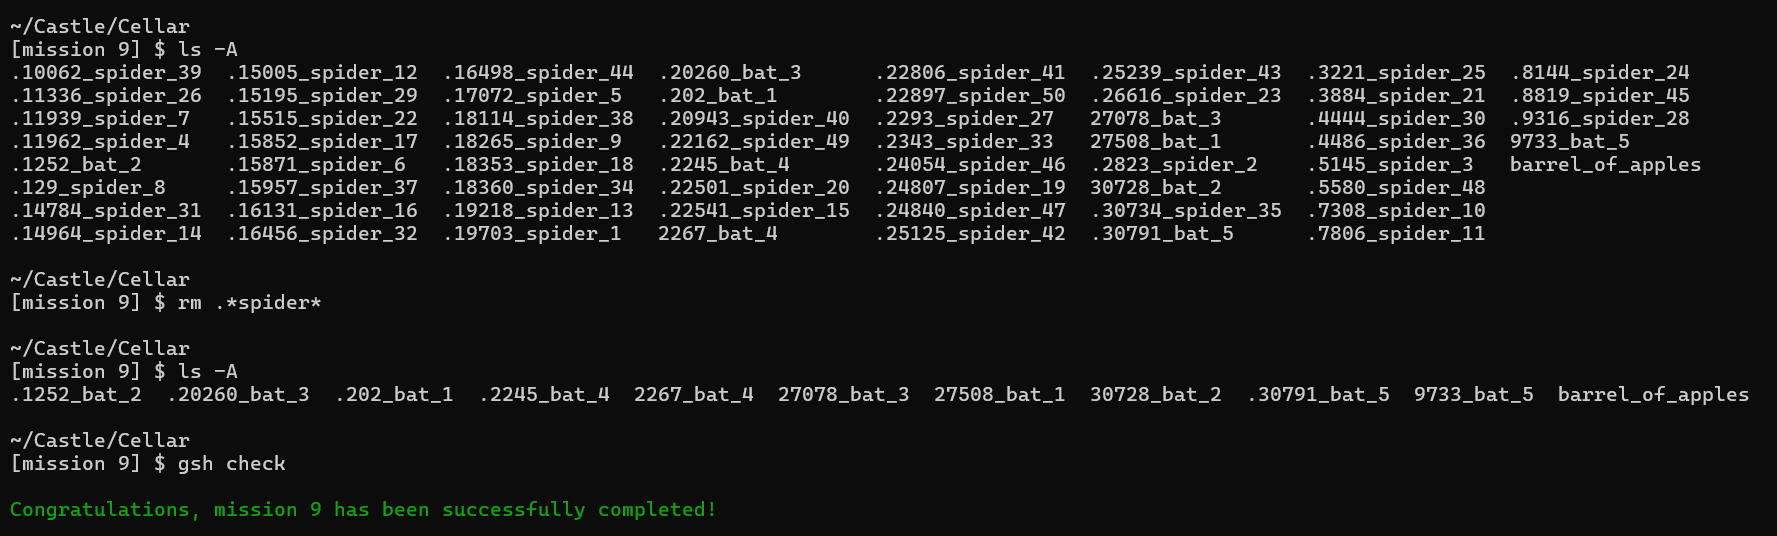 ~/Castle/Cellar
[mission 9] $ ls -A
.10062_spider_39  .15005_spider_12  .16498_spider_44  .20260_bat_3      .22806_spider_41  .25239_spider_43  .3221_spider_25  .8144_spider_24
.11336_spider_26  .15195_spider_29  .17072_spider_5   .202_bat_1        .22897_spider_50  .26616_spider_23  .3884_spider_21  .8819_spider_45
.11939_spider_7   .15515_spider_22  .18114_spider_38  .20943_spider_40  .2293_spider_27   27078_bat_3       .4444_spider_30  .9316_spider_28
.11962_spider_4   .15852_spider_17  .18265_spider_9   .22162_spider_49  .2343_spider_33   27508_bat_1       .4486_spider_36  9733_bat_5
.1252_bat_2       .15871_spider_6   .18353_spider_18  .2245_bat_4       .24054_spider_46  .2823_spider_2    .5145_spider_3   barrel_of_apples
.129_spider_8     .15957_spider_37  .18360_spider_34  .22501_spider_20  .24807_spider_19  30728_bat_2       .5580_spider_48
.14784_spider_31  .16131_spider_16  .19218_spider_13  .22541_spider_15  .24840_spider_47  .30734_spider_35  .7308_spider_10
.14964_spider_14  .16456_spider_32  .19703_spider_1   2267_bat_4        .25125_spider_42  .30791_bat_5      .7806_spider_11
~/Castle/Cellar
[mission 9] $ rm .*spider*
~/Castle/Cellar
[mission 9] $ ls -A
.1252_bat_2  .20260_bat_3  .202_bat_1  .2245_bat_4  2267_bat_4  27078_bat_3  27508_bat_1  30728_bat_2  .30791_bat_5  9733_bat_5  barrel_of_apples
~/Castle/Cellar
[mission 9] $ gsh check
Congratulations, mission 9 has been successfully completed!